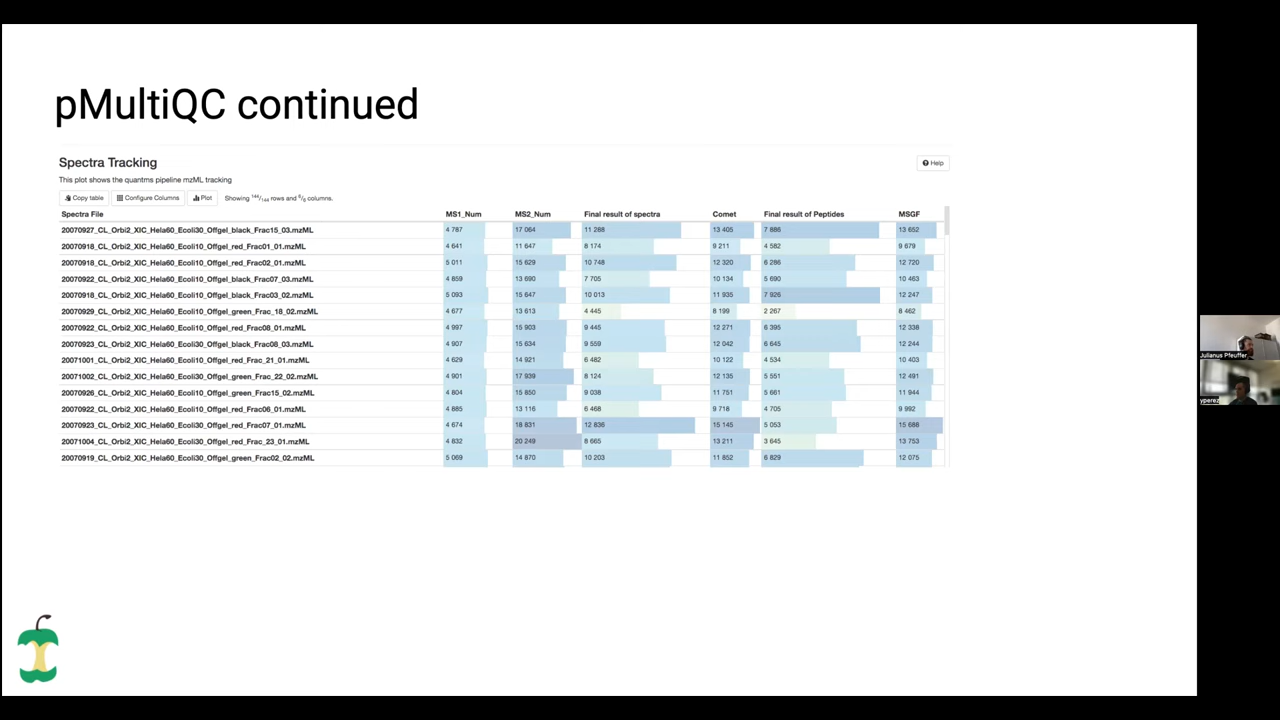 pMultiQC continued
Spectra Tracking
Help
This plot shows the quantms pipeline mzML tracking
Copy table Configure Columns Plot Showing 144/144 rows and 6/6 columns.
Spectra File MS1_Num MS2_Num Final result of spectra Comet Final result of Peptides MSGF
20070927_CL_Orbi2_XIC_Hela60_Ecoli30_Offgel_black_Frac15_03.mzML 4 787 17 064 11 288 13 405 7 886 13 652
20070918_CL_Orbi2_XIC_Hela60_Ecoli10_Offgel_red_Frac01_01.mzML 4 641 11 647 8 174 9 211 4 582 9 679
20070918_CL_Orbi2_XIC_Hela60_Ecoli10_Offgel_red_Frac02_01.mzML 5 011 15 629 10 748 12 320 6 286 12 720
20070922_CL_Orbi2_XIC_Hela60_Ecoli10_Offgel_black_Frac07_03.mzML 4 859 13 690 7 705 10 134 5 690 10 463
20070918_CL_Orbi2_XIC_Hela60_Ecoli10_Offgel_black_Frac03_02.mzML 5 093 15 647 10 013 11 935 7 926 12 247
20070929_CL_Orbi2_XIC_Hela60_Ecoli10_Offgel_green_Frac_18_02.mzML 4 677 13 613 4 445 8 199 2 267 8 462
20070922_CL_Orbi2_XIC_Hela60_Ecoli10_Offgel_red_Frac08_01.mzML 4 997 15 903 9 445 12 271 6 395 12 338
20070923_CL_Orbi2_XIC_Hela60_Ecoli30_Offgel_black_Frac08_03.mzML 4 907 15 634 9 559 12 042 6 645 12 244
20071001_CL_Orbi2_XIC_Hela60_Ecoli10_Offgel_red_Frac_21_01.mzML 4 629 14 921 6 482 10 122 4 534 10 403
20071002_CL_Orbi2_XIC_Hela60_Ecoli30_Offgel_green_Frac_22_02.mzML 4 901 17 939 8 124 12 135 5 551 12 491
20070926_CL_Orbi2_XIC_Hela60_Ecoli10_Offgel_green_Frac15_02.mzML 4 804 15 850 9 038 11 751 5 661 11 944
20070922_CL_Orbi2_XIC_Hela60_Ecoli10_Offgel_red_Frac06_01.mzML 4 885 13 116 6 468 9 718 4 705 9 992
20070923_CL_Orbi2_XIC_Hela60_Ecoli30_Offgel_red_Frac07_01.mzML 4 674 18 831 12 836 15 145 5 053 15 688
20071004_CL_Orbi2_XIC_Hela60_Ecoli30_Offgel_red_Frac_23_01.mzML 4 832 20 249 8 665 13 211 3 645 13 753
20070919_CL_Orbi2_XIC_Hela60_Ecoli30_Offgel_green_Frac02_02.mzML 5 069 14 870 10 203 11 852 6 829 12 075
Julianus Pfeuffer
yperez